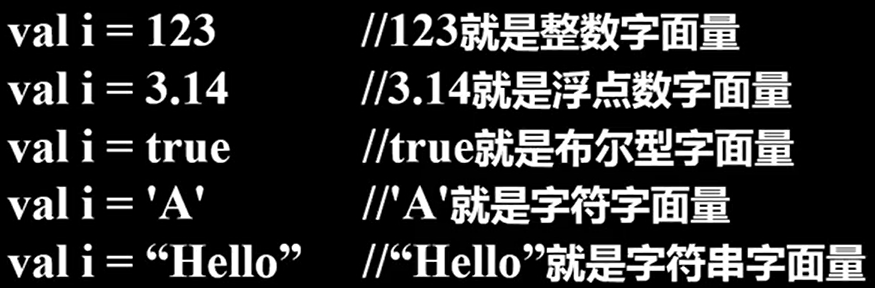 val i = 123 //123就是整数字面量
val i = 3.14 //3.14就是浮点数字面量
val i = true //true就是布尔型字面量
val i = 'A' //'A'就是字符字面量
val i = “Hello” //“Hello”就是字符串字面量